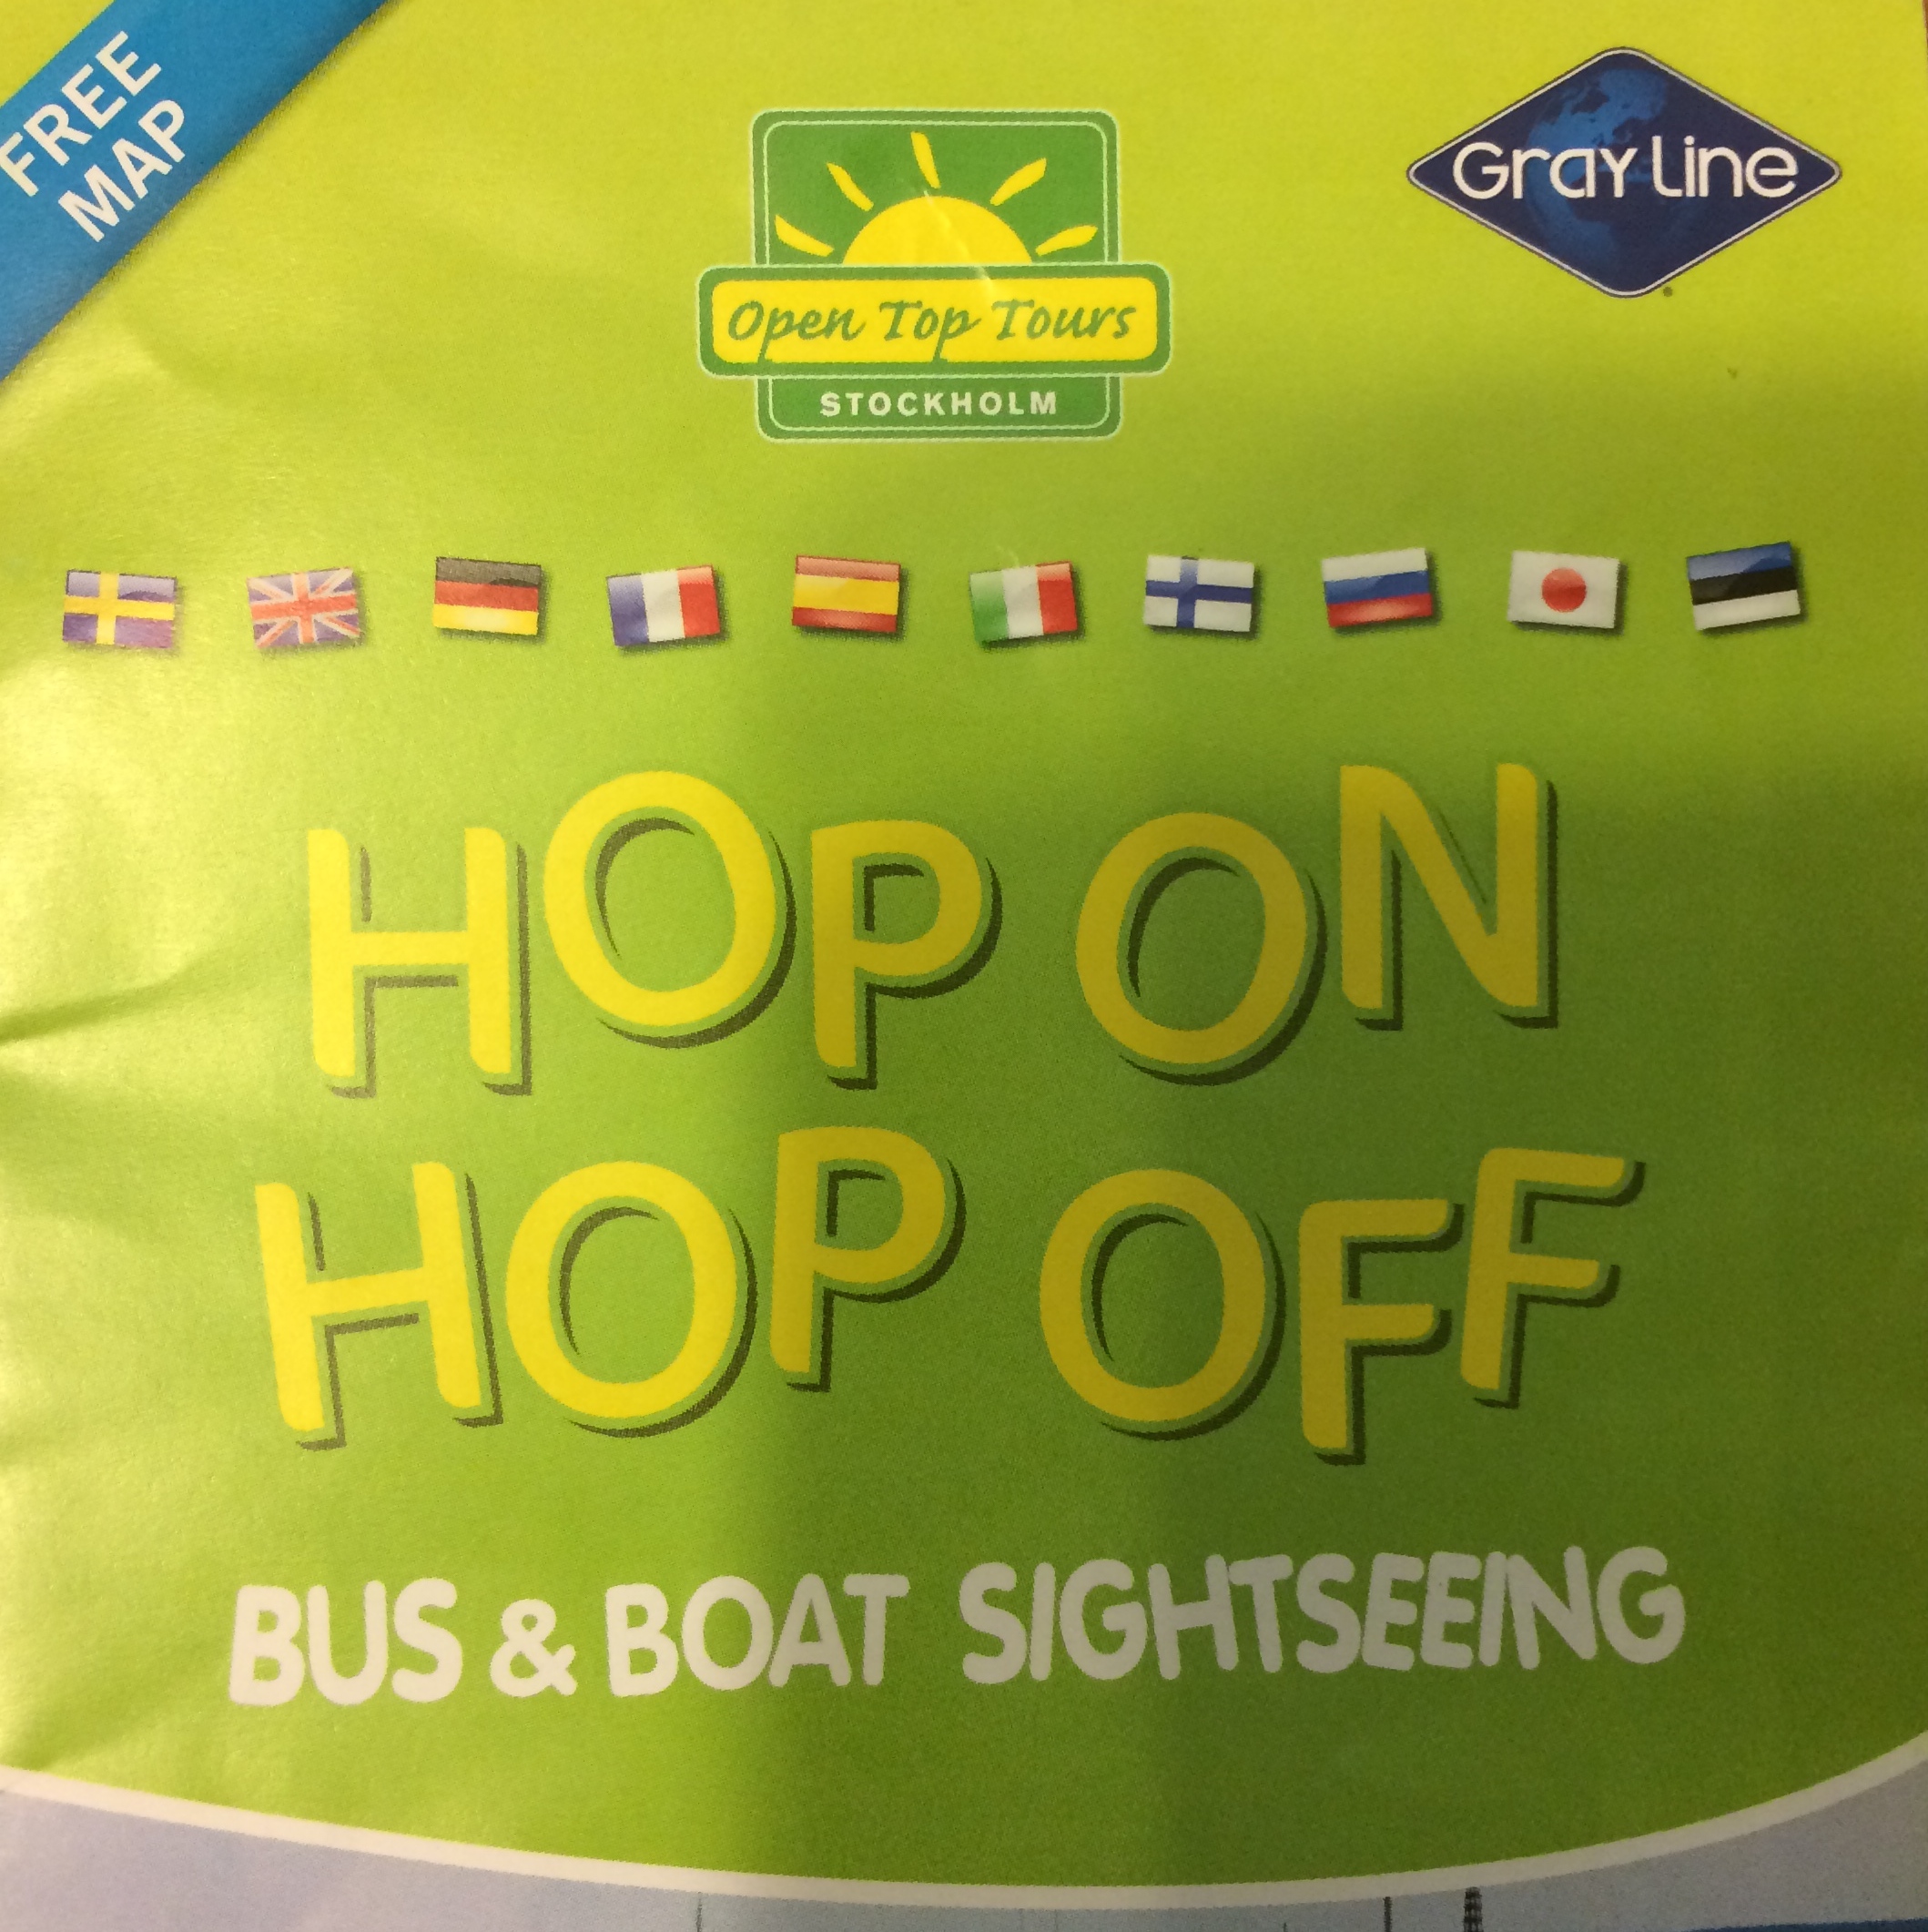 FREE
MAP
Gray Line
Open Top Tours
STOCKHOLM
HOP ON
HOP OFF
BUS & BOAT SIGHTSEEING